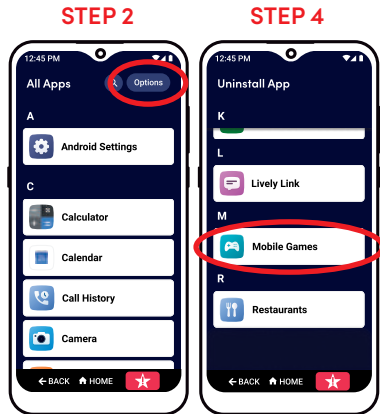 STEP 2
12:45 PM
All Apps
Options
A
Android Settings
C
Calculator
Calendar
Call History
Camera
BACK
HOME
STEP 4
12:45 PM
Uninstall App
K
L
Lively Link
M
Mobile Games
R
Restaurants
BACK
HOME